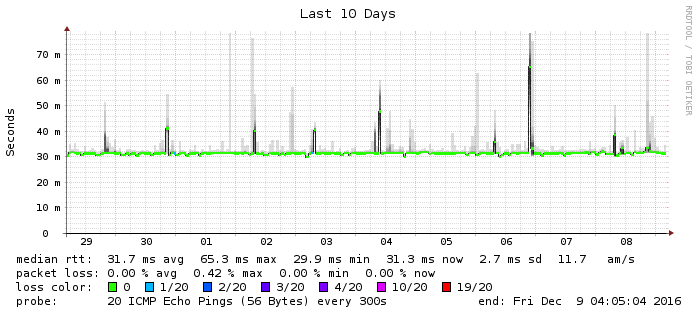 Last 10 Days
RRDTOOL / TOBI OETIKER
Seconds
70 m
60 m
50 m
40 m
30 m
20 m
10 m
0
29 30 01 02 03 04 05 06 07 08
median rtt: 31.7 ms avg 65.3 ms max 29.9 ms min 31.3 ms now 2.7 ms sd 11.7 am/s
packet loss: 0.00 % avg 0.42 % max 0.00 % min 0.00 % now
loss color: 0 1/20 2/20 3/20 4/20 10/20 19/20
probe: 20 ICMP Echo Pings (56 Bytes) every 300s end: Fri Dec 9 04:05:04 2016